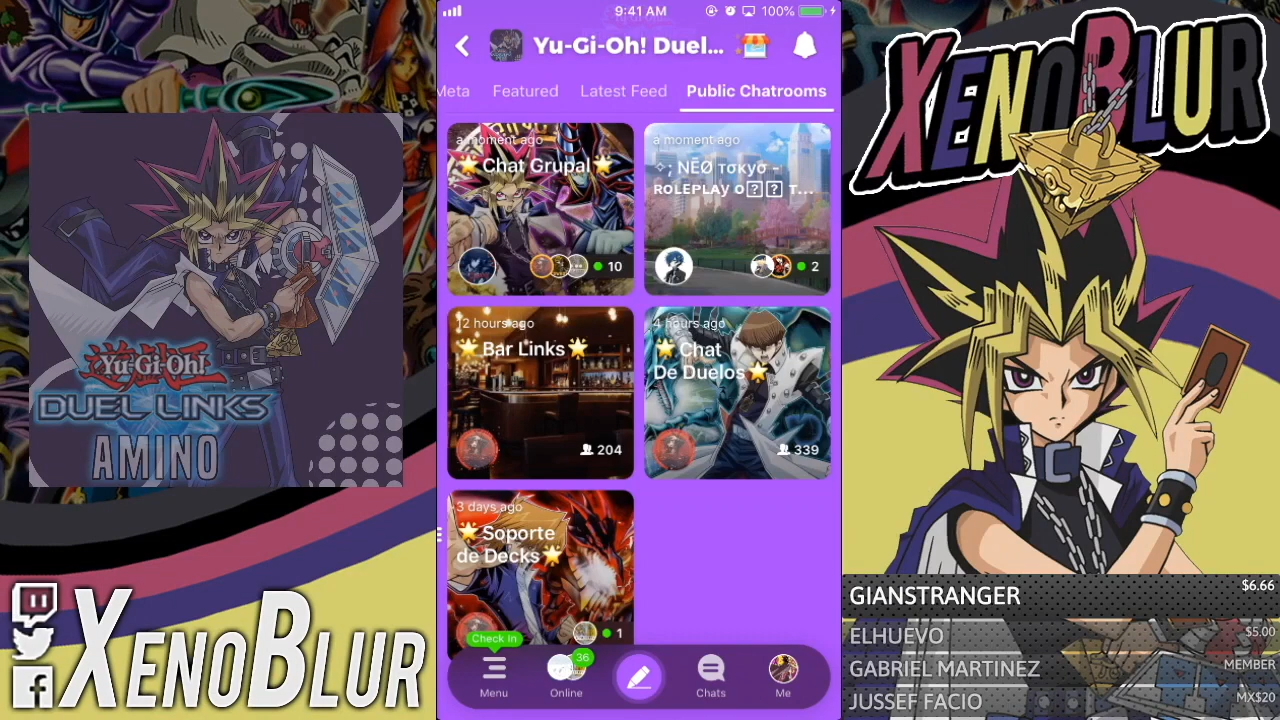 Yu-Gi-Oh!
DUEL LINKS
AMINO
XENOBLUR
9:41 AM
100%
Yu-Gi-Oh! Duel...
Meta
Featured
Latest Feed
Public Chatrooms
a moment ago
🌟Chat Grupal🌟
10
a moment ago
✧; NĒØ тσкyσ -
ROLEPLAY O⍰⍰ T...
2
12 hours ago
🌟Bar Links🌟
204
4 hours ago
🌟Chat
De Duelos🌟
339
3 days ago
🌟Soporte
de Decks🌟
1
Check In
36
Menu
Online
Chats
Me
XENOBLUR
GIANSTRANGER
$6.66
ELHUEVO
$5.00
GABRIEL MARTINEZ
MEMBER
JUSSEF FACIO
MX$20